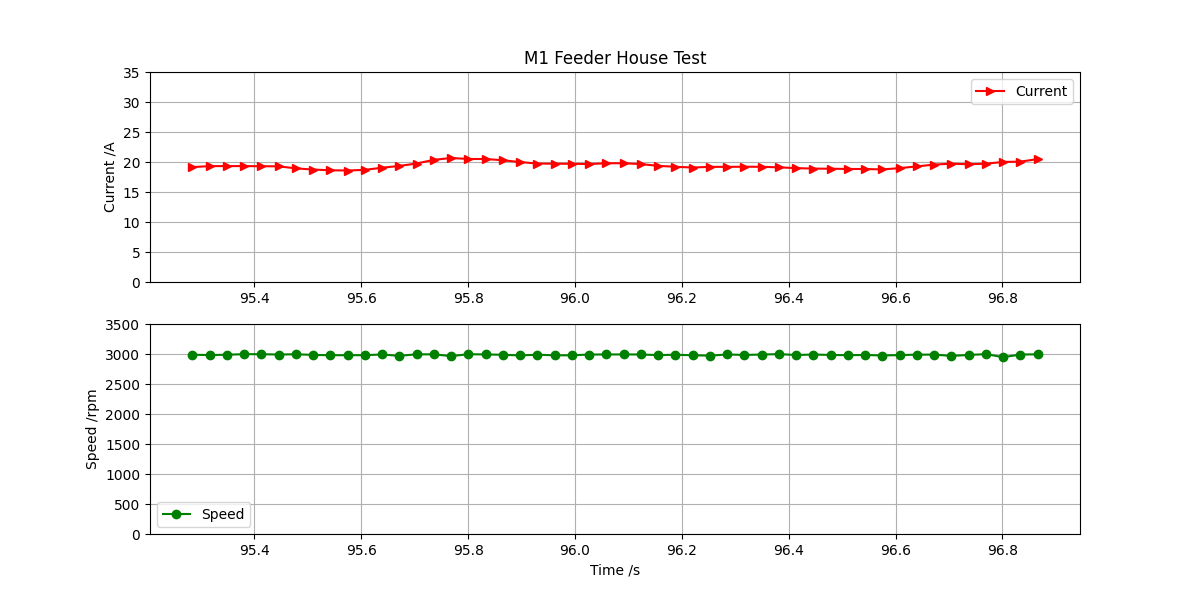 M1 Feeder House Test
35
30
25
20
15
10
5
0
Current /A
Current
95.4 95.6 95.8 96.0 96.2 96.4 96.6 96.8
3500
3000
2500
2000
1500
1000
500
0
Speed /rpm
Speed
95.4 95.6 95.8 96.0 96.2 96.4 96.6 96.8
Time /s